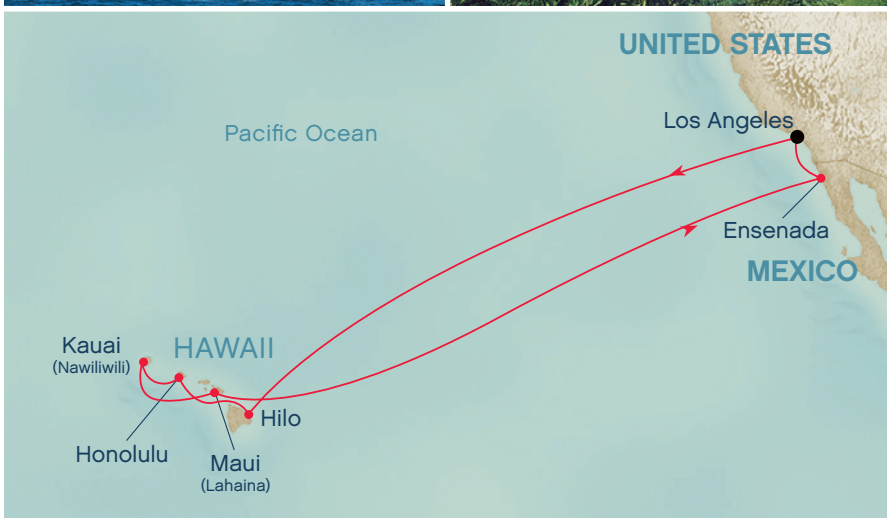 UNITED STATES
Los Angeles
Pacific Ocean
Ensenada
MEXICO
Kauai
(Nawiliwili)
HAWAII
Hilo
Honolulu
Maui
(Lahaina)